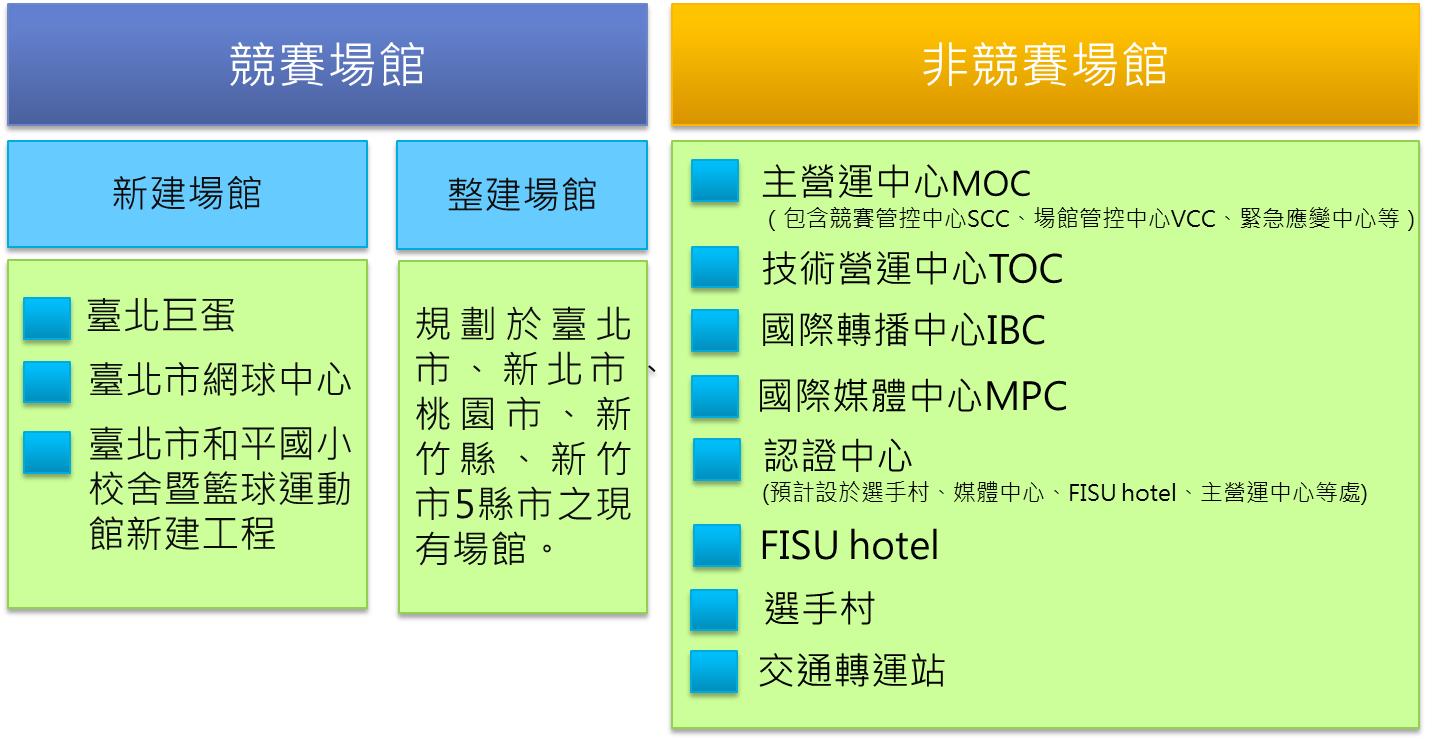 競賽場館
新建場館
臺北巨蛋
臺北市網球中心
臺北市和平國小
校舍暨籃球運動
館新建工程
整建場館
規劃於臺北
市、新北市、
桃園市、新
竹縣、新竹
市5縣市之現
有場館。
非競賽場館
主營運中心MOC
（包含競賽管控中心SCC、場館管控中心VCC、緊急應變中心等）
技術營運中心TOC
國際轉播中心IBC
國際媒體中心MPC
認證中心
(預計設於選手村、媒體中心、FISU hotel、主營運中心等處)
FISU hotel
選手村
交通轉運站